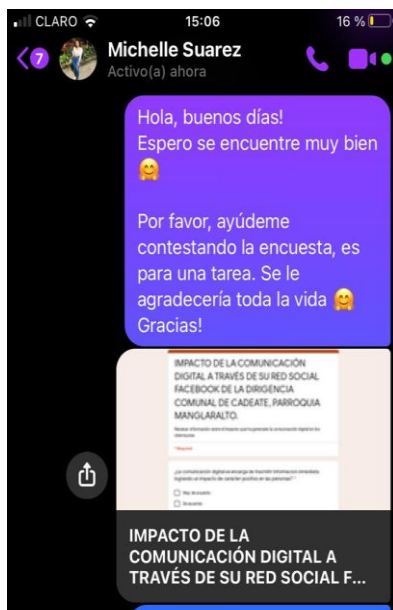 CLARO 15:06 16 %
7 Michelle Suarez
Activo(a) ahora
Hola, buenos días!
Espero se encuentre muy bien
🤗
Por favor, ayúdeme
contestando la encuesta, es
para una tarea. Se le
agradecería toda la vida 🤗
Gracias!
IMPACTO DE LA COMUNICACIÓN
DIGITAL A TRAVÉS DE SU RED SOCIAL
FACEBOOK DE LA DIRIGENCIA
COMUNAL DE CADEATE, PARROQUIA
MANGLARALTO.
IMPACTO DE LA
COMUNICACIÓN DIGITAL A
TRAVÉS DE SU RED SOCIAL F...